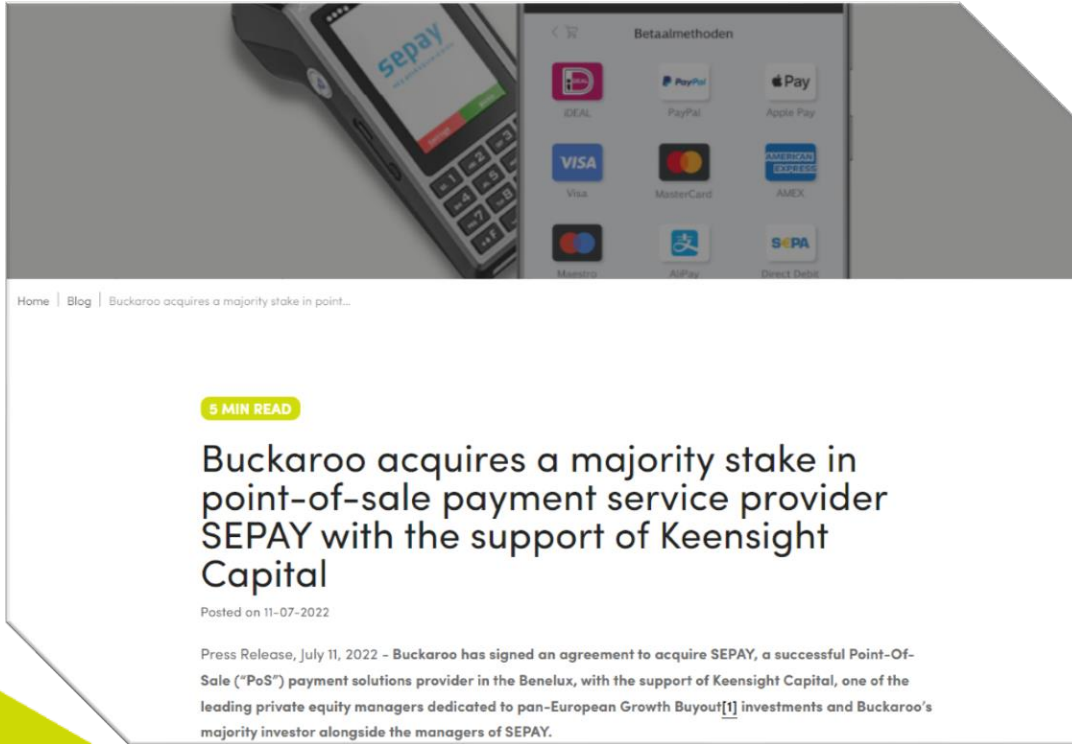 sepay
Betaalmethoden
iDEAL
PayPal
Pay
iDEAL
PayPal
Apple Pay
VISA
AMERICAN
EXPRESS
Visa
MasterCard
AMEX
SEPA
Maestro
AliPay
Direct Debit
Home | Blog | Buckaroo acquires a majority stake in point...
5 MIN READ
Buckaroo acquires a majority stake in
point-of-sale payment service provider
SEPAY with the support of Keensight
Capital
Posted on 11-07-2022
Press Release, July 11, 2022 - Buckaroo has signed an agreement to acquire SEPAY, a successful Point-Of-
Sale (“PoS”) payment solutions provider in the Benelux, with the support of Keensight Capital, one of the
leading private equity managers dedicated to pan-European Growth Buyout[1] investments and Buckaroo’s
majority investor alongside the managers of SEPAY.